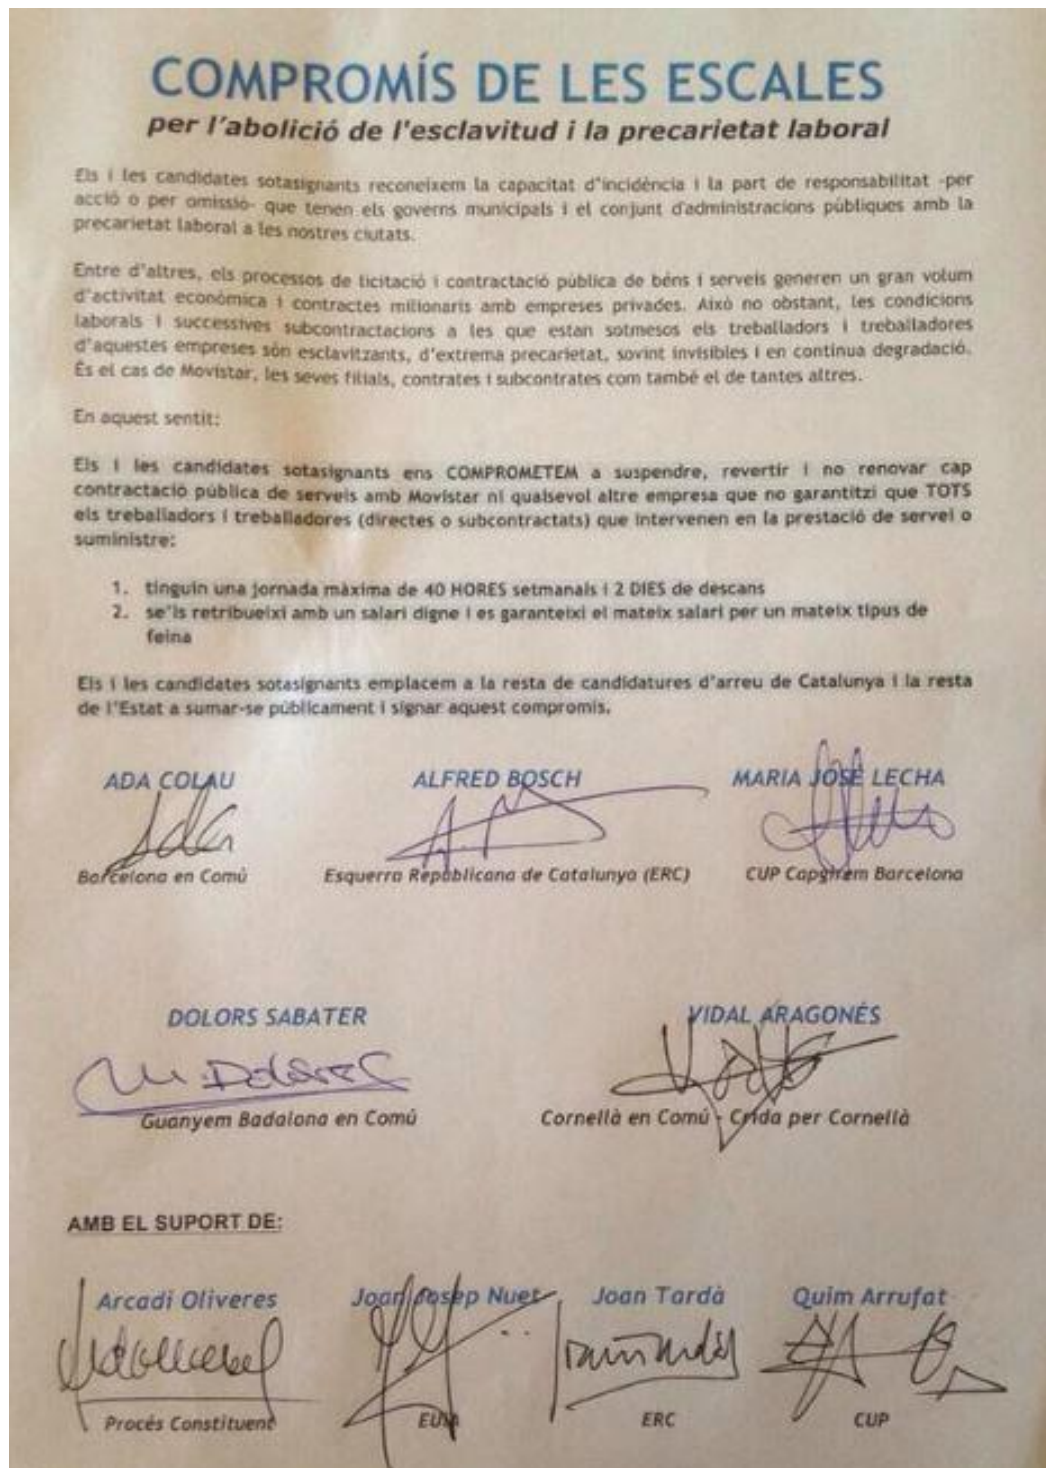 COMPROMÍS DE LES ESCALES
per l'abolició de l'esclavitud i la precarietat laboral
Els i les candidates sotasignants reconeixem la capacitat d'incidència i la part de responsabilitat -per
acció o per omissió- que tenen els governs municipals i el conjunt d'administracions públiques amb la
precarietat laboral a les nostres ciutats.
Entre d'altres, els processos de licitació i contractació pública de béns i serveis generen un gran volum
d'activitat econòmica i contractes milionaris amb empreses privades. Això no obstant, les condicions
laborals i successives subcontractacions a les que estan sotmesos els treballadors i treballadores
d'aquestes empreses són esclavitzants, d'extrema precarietat, sovint invisibles i en continua degradació.
És el cas de Movistar, les seves filials, contrates i subcontrates com també el de tantes altres.
En aquest sentit:
Els i les candidates sotasignants ens COMPROMETEM a suspendre, revertir i no renovar cap
contractació pública de serveis amb Movistar ni qualsevol altre empresa que no garantitzi que TOTS
els treballadors i treballadores (directes o subcontractats) que intervenen en la prestació de servei o
suministre:
1. tinguin una jornada màxima de 40 HORES setmanals i 2 DIES de descans
2. se'ls retribueixi amb un salari digne i es garanteixi el mateix salari per un mateix tipus de
feina
Els i les candidates sotasignants emplacem a la resta de candidatures d'arreu de Catalunya i la resta
de l'Estat a sumar-se públicament i signar aquest compromís.
ADA COLAU ALFRED BOSCH MARIA JOSÉ LECHA
Ada
Barcelona en Comú Esquerra Republicana de Catalunya (ERC) CUP Capgirem Barcelona
DOLORS SABATER VIDAL ARAGONÉS
M. Dolors
Guanyem Badalona en Comú Cornellà en Comú - Crida per Cornellà
AMB EL SUPORT DE:
Arcadi Oliveres Joan Josep Nuet Joan Tardà Quim Arrufat
Joan Tardà
Procés Constituent EUiA ERC CUP